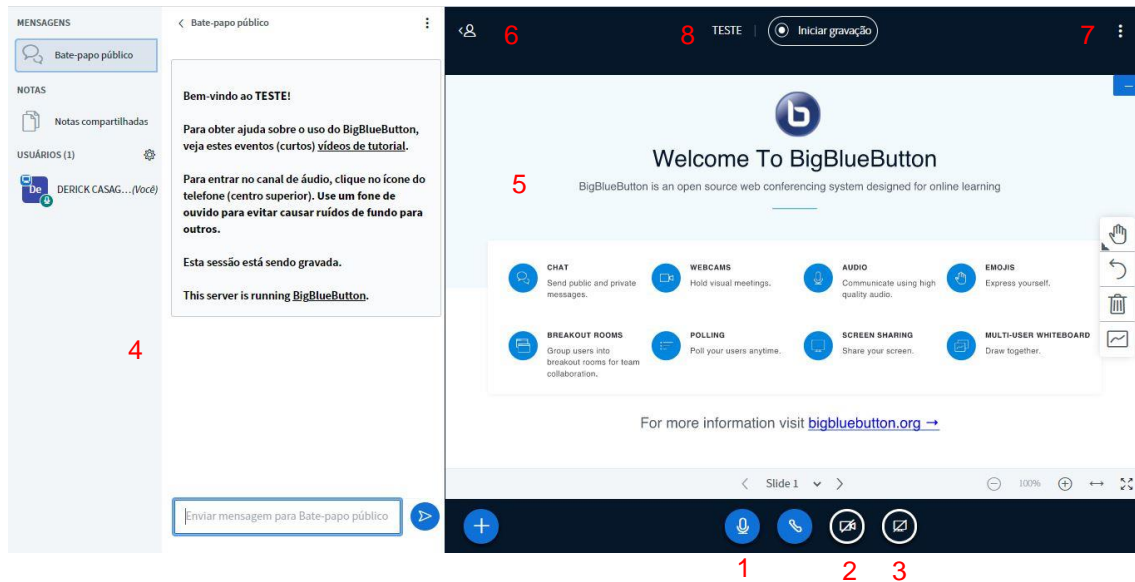 MENSAGENS
Bate-papo público
NOTAS
Notas compartilhadas
USUÁRIOS (1)
De
DERICK CASAG... (Você)
Bate-papo público
Bem-vindo ao TESTE!
Para obter ajuda sobre o uso do BigBlueButton,
veja estes eventos (curtos) vídeos de tutorial.
Para entrar no canal de áudio, clique no ícone do
telefone (centro superior). Use um fone de
ouvido para evitar causar ruídos de fundo para
outros.
Esta sessão está sendo gravada.
This server is running BigBlueButton.
4
Enviar mensagem para Bate-papo público
6
8
TESTE
Iniciar gravação
7
b
Welcome To BigBlueButton
BigBlueButton is an open source web conferencing system designed for online learning
5
CHAT
Send public and private
messages.
WEBCAMS
Hold visual meetings.
AUDIO
Communicate using high
quality audio.
EMOJIS
Express yourself.
BREAKOUT ROOMS
Group users into
breakout rooms for team
collaboration.
POLLING
Poll your users anytime.
SCREEN SHARING
Share your screen.
MULTI-USER WHITEBOARD
Draw together.
For more information visit bigbluebutton.org →
Slide 1
100%
1
2
3